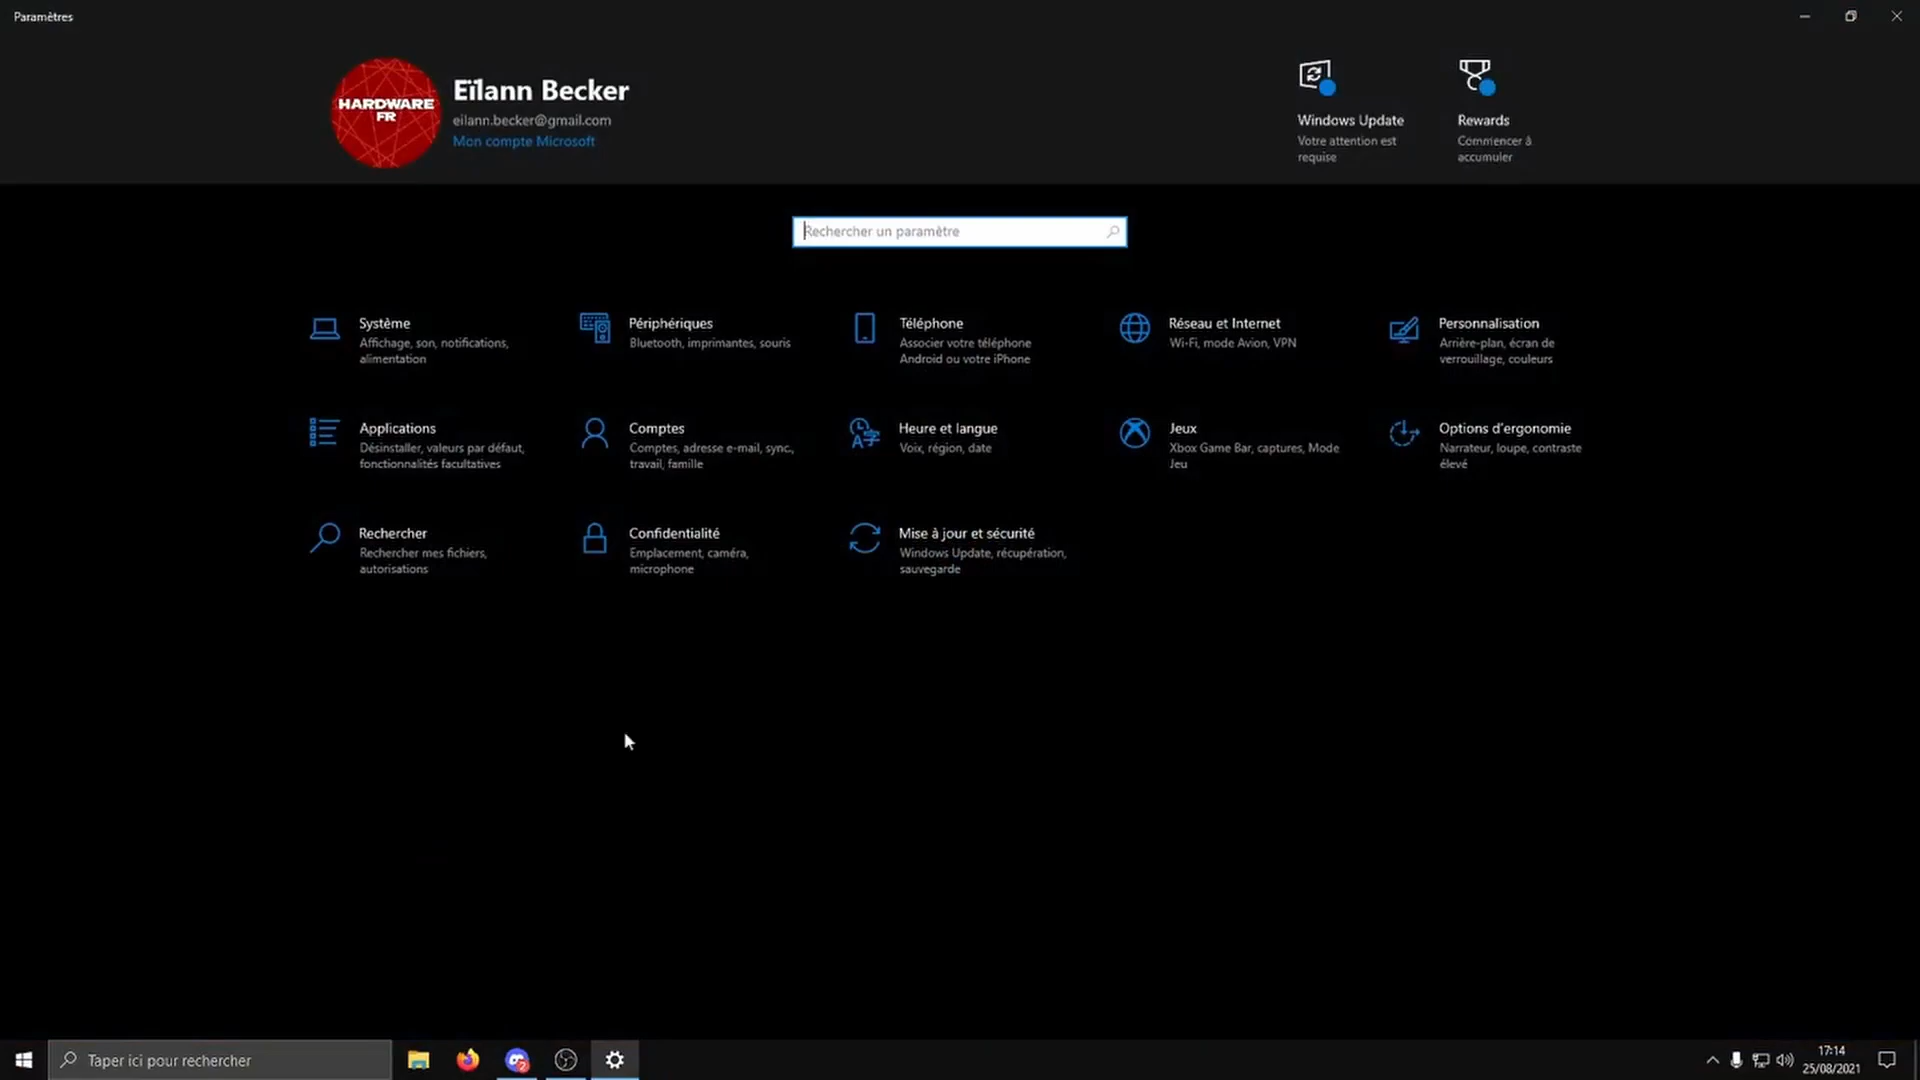 Paramètres
HARDWARE
FR
Eïlann Becker
eilann.becker@gmail.com
Mon compte Microsoft
Windows Update
Votre attention est
requise
Rewards
Commencer à
accumuler
Rechercher un paramètre
Système
Affichage, son, notifications,
alimentation
Périphériques
Bluetooth, imprimantes, souris
Téléphone
Associer votre téléphone
Android ou votre iPhone
Réseau et Internet
Wi-Fi, mode Avion, VPN
Personnalisation
Arrière-plan, écran de
verrouillage, couleurs
Applications
Désinstaller, valeurs par défaut,
fonctionnalités facultatives
Comptes
Comptes, adresse e-mail, sync.,
travail, famille
Heure et langue
Voix, région, date
Jeux
Xbox Game Bar, captures, Mode
Jeu
Options d'ergonomie
Narrateur, loupe, contraste
élevé
Rechercher
Rechercher mes fichiers,
autorisations
Confidentialité
Emplacement, caméra,
microphone
Mise à jour et sécurité
Windows Update, récupération,
sauvegarde
Taper ici pour rechercher
2
17:14
25/08/2021